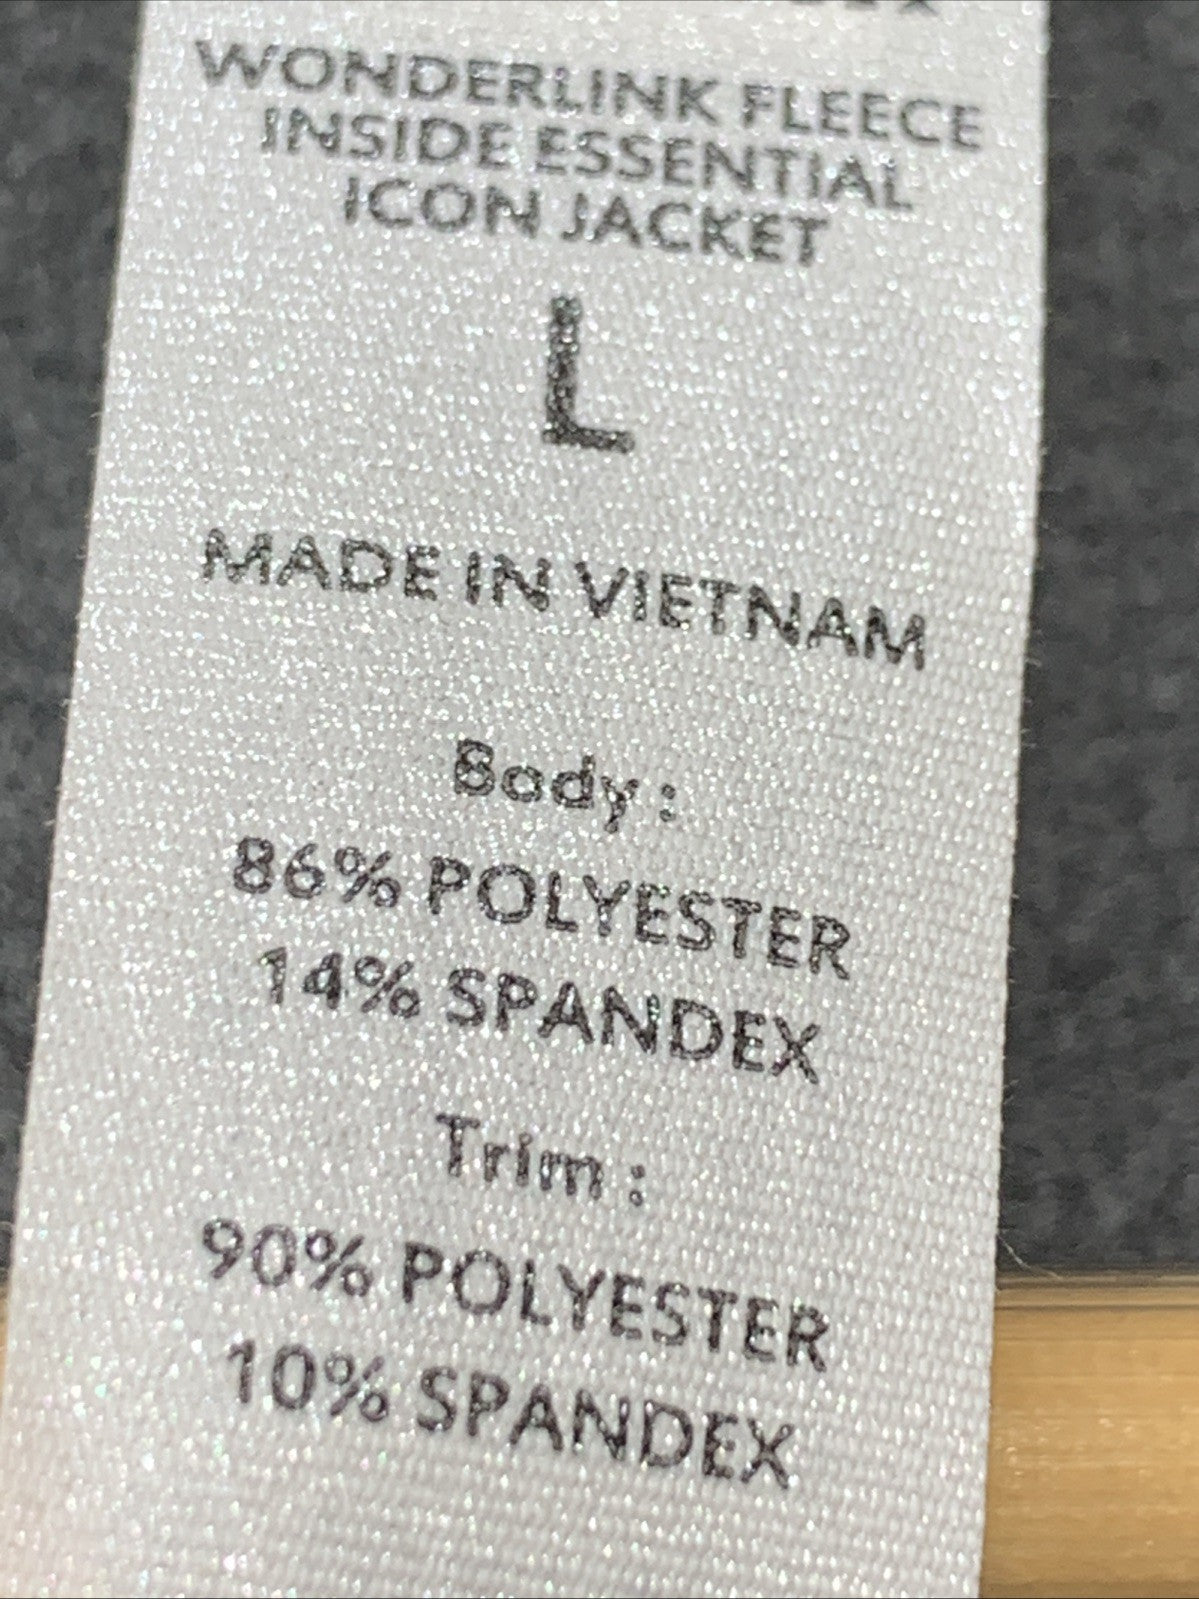 WONDERLINK FLEECE
INSIDE ESSENTIAL
ICON JACKET
L
MADE IN VIETNAM
Body :
86% POLYESTER
14% SPANDEX
Trim :
90% POLYESTER
10% SPANDEX